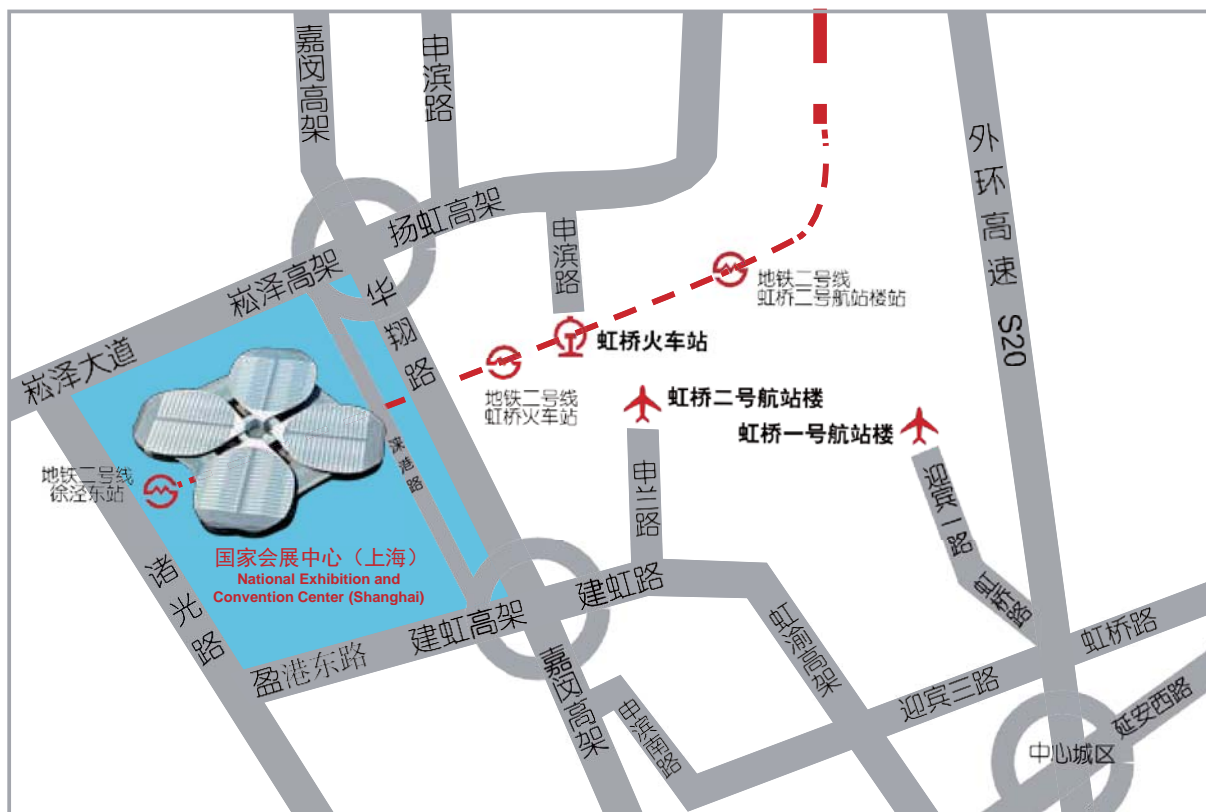 嘉闵高架
申滨路
外环高速 S20
扬虹高架
申滨路
崧泽高架
华翔路
地铁二号线
虹桥二号航站楼站
崧泽大道
虹桥火车站
地铁二号线
虹桥火车站
虹桥二号航站楼
虹桥一号航站楼
涞港路
地铁二号线
徐泾东站
申兰路
迎宾一路
国家会展中心（上海）
National Exhibition and
Convention Center (Shanghai)
诸光路
建虹路
虹桥路
建虹高架
虹渝高架
虹桥路
盈港东路
嘉闵高架
迎宾三路
申滨南路
延安西路
中心城区